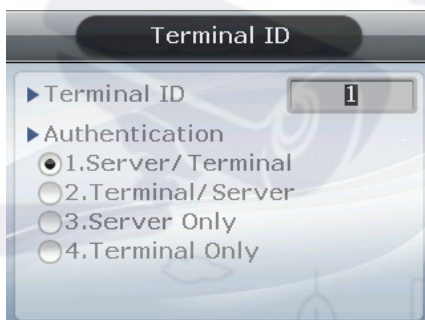 Terminal ID
Terminal ID 1
Authentication
1.Server/Terminal
2.Terminal/Server
3.Server Only
4.Terminal Only